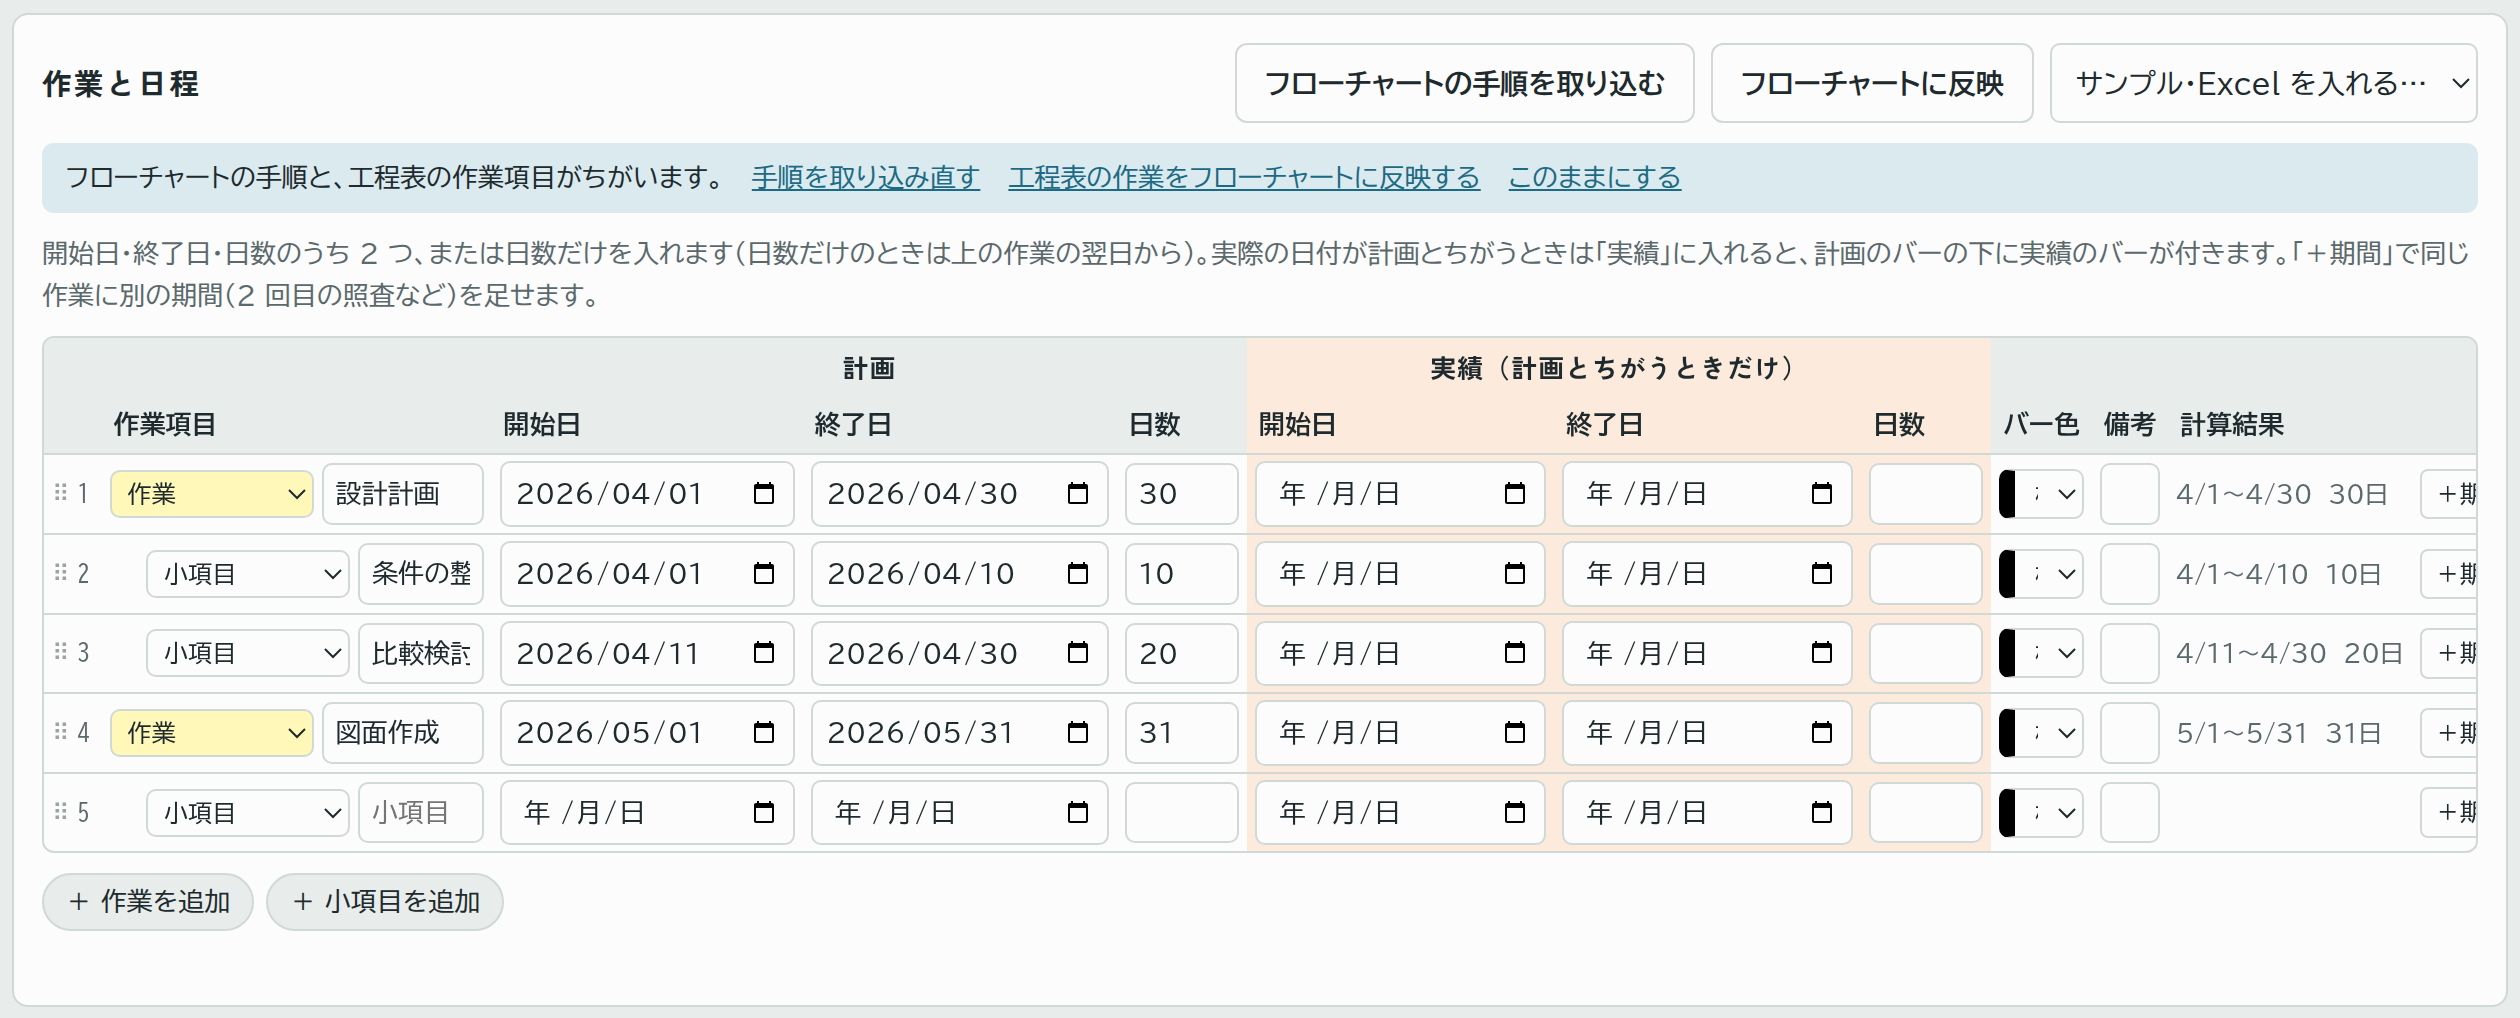 作業と日程
フローチャートの手順を取り込む
フローチャートに反映
サンプル・Excel を入れる…
フローチャートの手順と、工程表の作業項目がちがいます。 手順を取り込み直す 工程表の作業をフローチャートに反映する このままにする
開始日・終了日・日数のうち 2 つ、または日数だけを入れます（日数だけのときは上の作業の翌日から）。実際の日付が計画とちがうときは「実績」に入れると、計画のバーの下に実績のバーが付きます。「＋期間」で同じ
作業に別の期間（2 回目の照査など）を足せます。
計画 実績（計画とちがうときだけ）
作業項目 開始日 終了日 日数 開始日 終了日 日数 バー色 備考 計算結果
1 作業 設計計画 2026/04/01 2026/04/30 30 年 /月/日 年 /月/日 4/1～4/30 30日 ＋期
2 小項目 条件の整 2026/04/01 2026/04/10 10 年 /月/日 年 /月/日 4/1～4/10 10日 ＋期
3 小項目 比較検討 2026/04/11 2026/04/30 20 年 /月/日 年 /月/日 4/11～4/30 20日 ＋期
4 作業 図面作成 2026/05/01 2026/05/31 31 年 /月/日 年 /月/日 5/1～5/31 31日 ＋期
5 小項目 小項目 年 /月/日 年 /月/日 年 /月/日 年 /月/日 ＋期
＋ 作業を追加 ＋ 小項目を追加